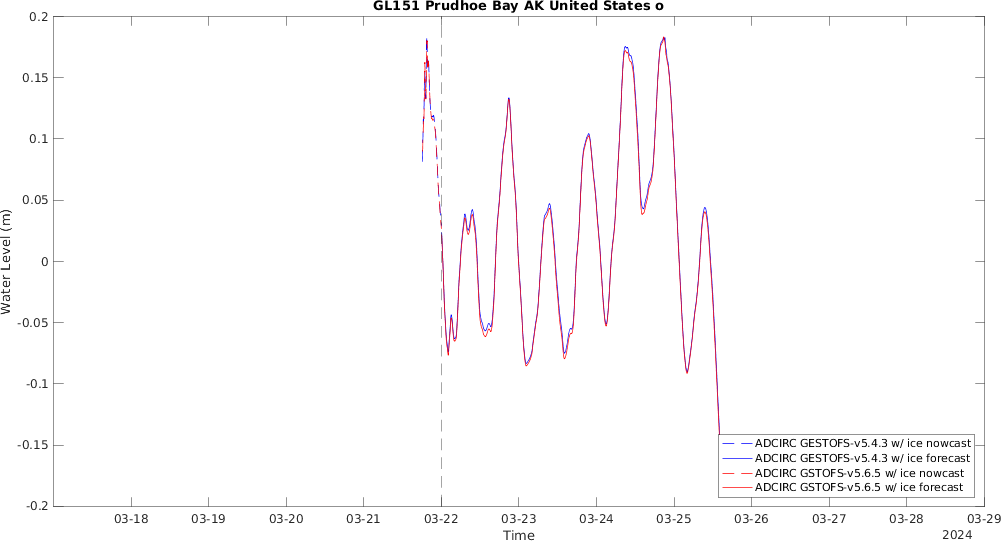 GL151 Prudhoe Bay AK United States o
0.2
0.15
0.1
0.05
0
-0.05
-0.1
-0.15
-0.2
Water Level (m)
ADCIRC GESTOFS-v5.4.3 w/ ice nowcast
ADCIRC GESTOFS-v5.4.3 w/ ice forecast
ADCIRC GSTOFS-v5.6.5 w/ ice nowcast
ADCIRC GSTOFS-v5.6.5 w/ ice forecast
03-18 03-19 03-20 03-21 03-22 03-23 03-24 03-25 03-26 03-27 03-28 03-29
Time
2024